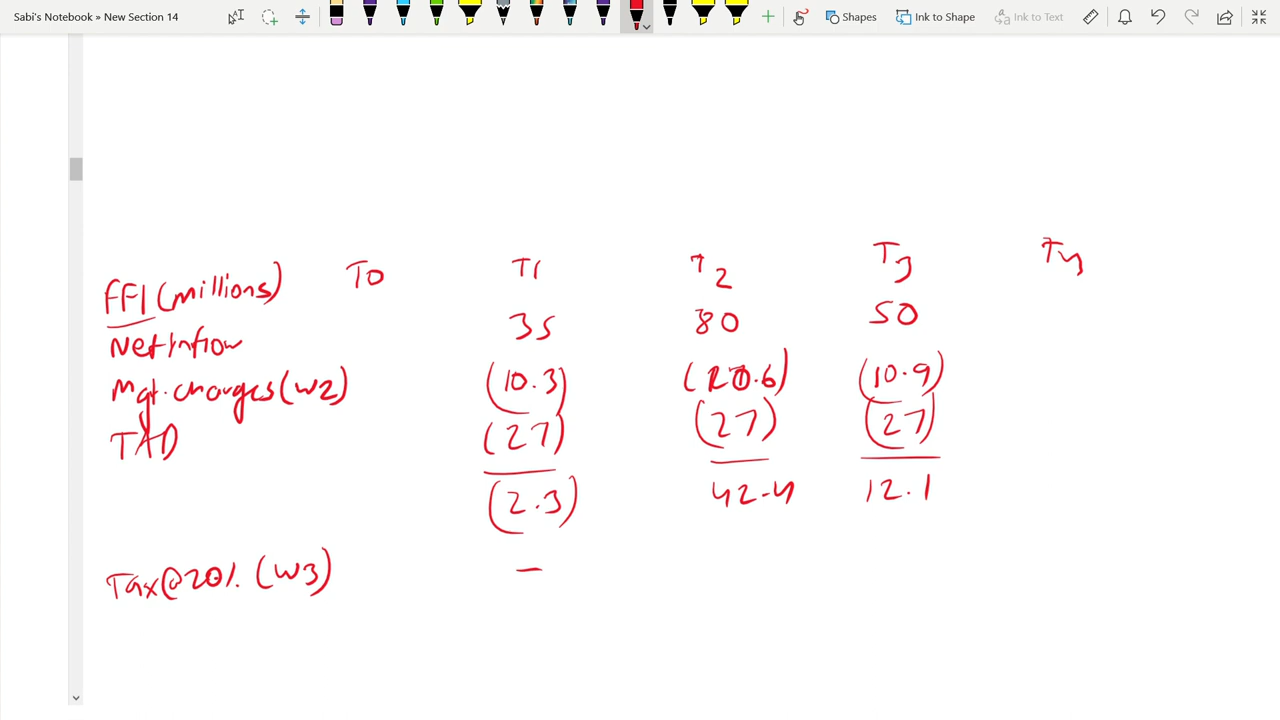 Sabi's Notebook » New Section 14
Shapes Ink to Shape Ink to Text
FFI (millions) T0 T1 T2 T3 T4
Net Inflow 35 80 50
Mgt. charges (W2) (10.3) (10.6) (10.9)
TAD (27) (27) (27)
(2.3) 42.4 12.1
Tax@20% (W3) –